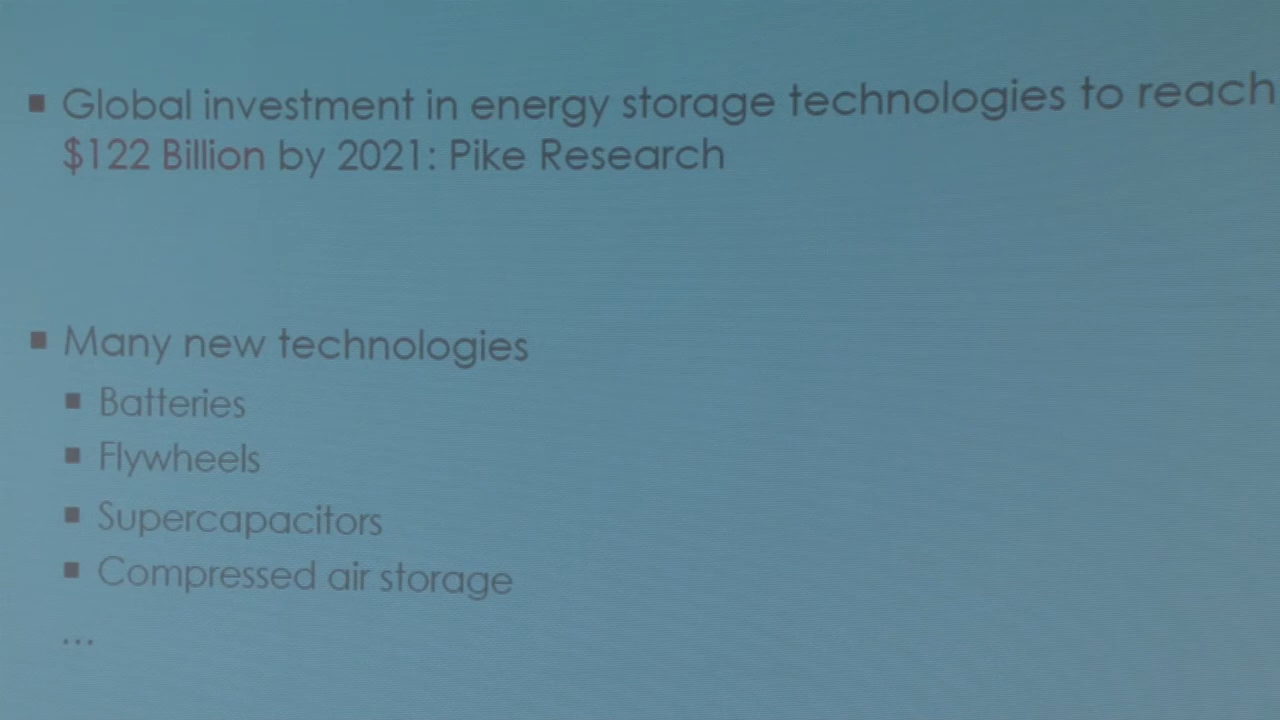 ▪ Global investment in energy storage technologies to reach
$122 Billion by 2021: Pike Research
▪ Many new technologies
▪ Batteries
▪ Flywheels
▪ Supercapacitors
▪ Compressed air storage
...